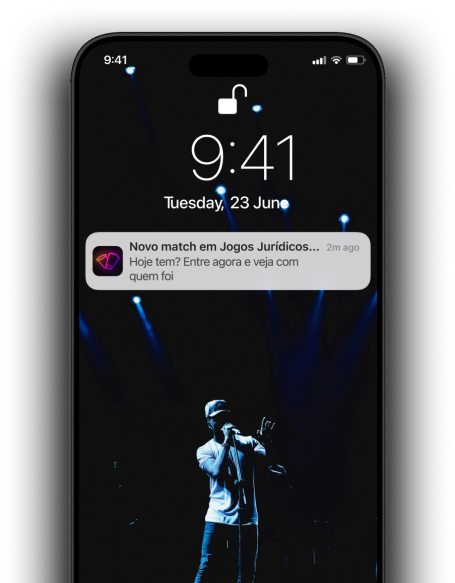 9:41
9:41
Tuesday, 23 June
Novo match em Jogos Jurídicos... 2m ago
Hoje tem? Entre agora e veja com
quem foi